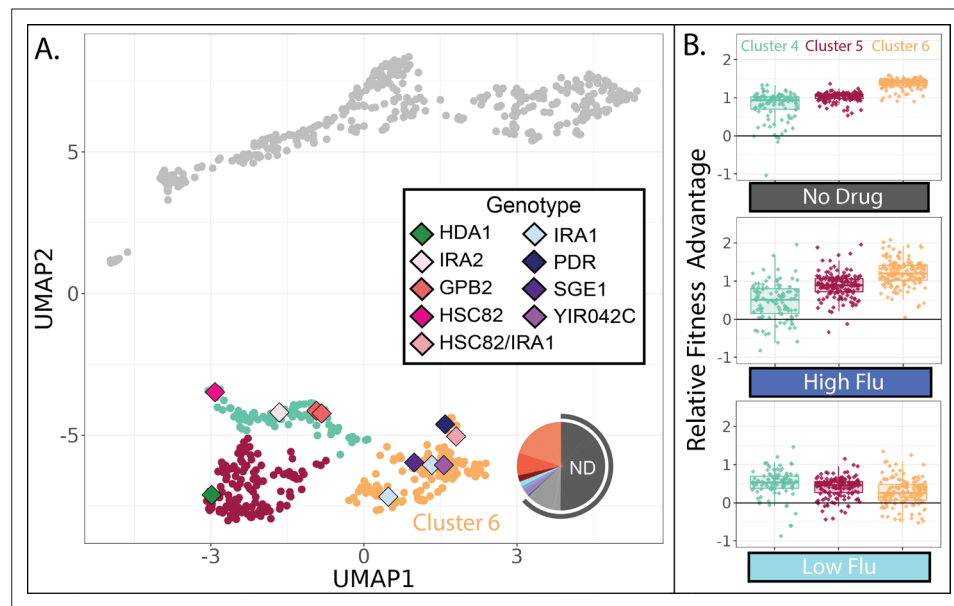 A.
UMAP2
5
0
-5
-3
0
3
UMAP1
Genotype
HDA1
IRA2
GPB2
HSC82
HSC82/IRA1
IRA1
PDR
SGE1
YIR042C
ND
Cluster 6
B.
Relative Fitness Advantage
Cluster 4 Cluster 5 Cluster 6
2
1
0
-1
No Drug
2
1
0
-1
High Flu
2
1
0
-1
Low Flu